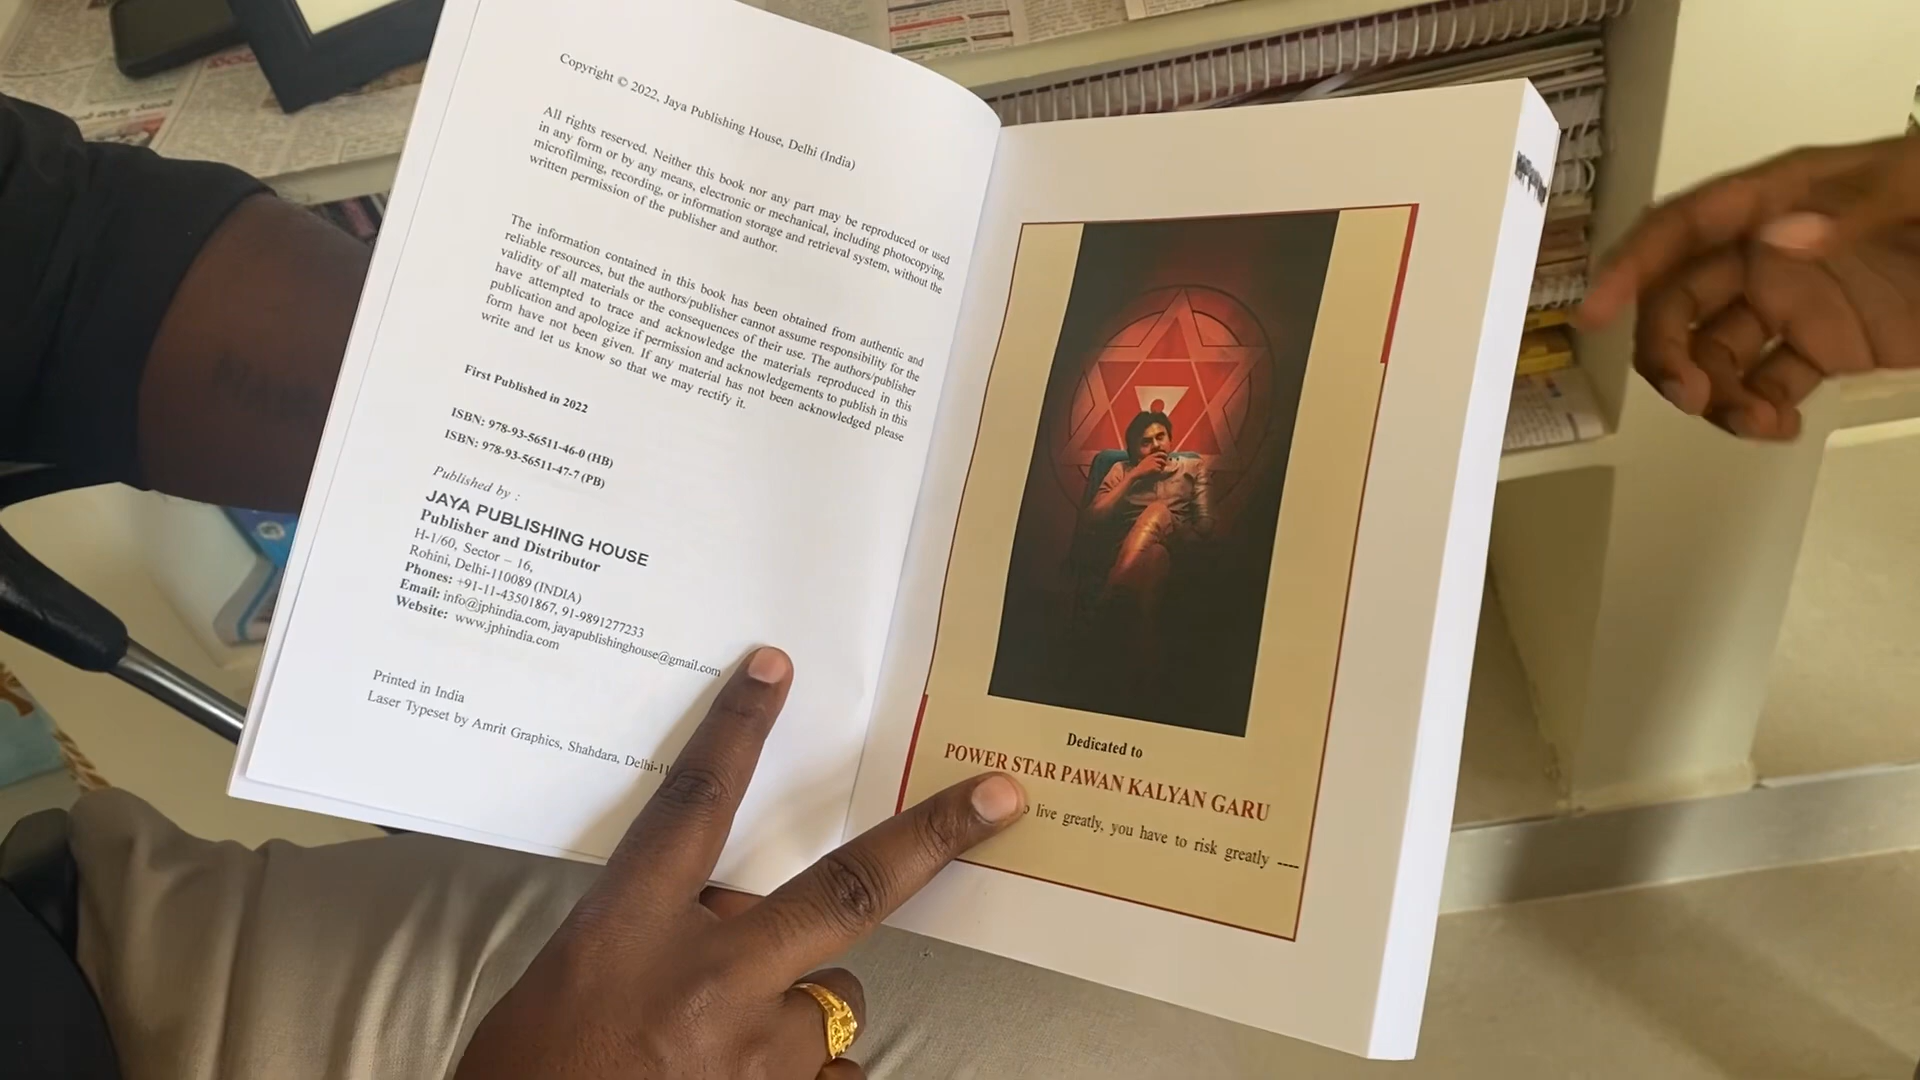 Copyright © 2022, Jaya Publishing House, Delhi (India)
All rights reserved. Neither this book nor any part may be reproduced or used
in any form or by any means, electronic or mechanical, including photocopying,
microfilming, recording, or information storage and retrieval system, without the
written permission of the publisher and author.
The information contained in this book has been obtained from authentic and
reliable resources, but the authors/publisher cannot assume responsibility for the
validity of all materials or the consequences of their use. The authors/publisher
have attempted to trace and acknowledge the materials reproduced in this
publication and apologize if permission and acknowledgements to publish in this
form have not been given. If any material has not been acknowledged please
write and let us know so that we may rectify it.
First Published in 2022
ISBN: 978-93-56511-46-0 (HB)
ISBN: 978-93-56511-47-7 (PB)
Published by :
JAYA PUBLISHING HOUSE
Publisher and Distributor
H-1/60, Sector – 16,
Rohini, Delhi-110089 (INDIA)
Phones: +91-11-43501867, 91-9891277233
Email: info@jphindia.com, jayapublishinghouse@gmail.com
Website: www.jphindia.com
Printed in India
Laser Typeset by Amrit Graphics, Shahdara, Delhi-11
Dedicated to
POWER STAR PAWAN KALYAN GARU
live greatly, you have to risk greatly ----